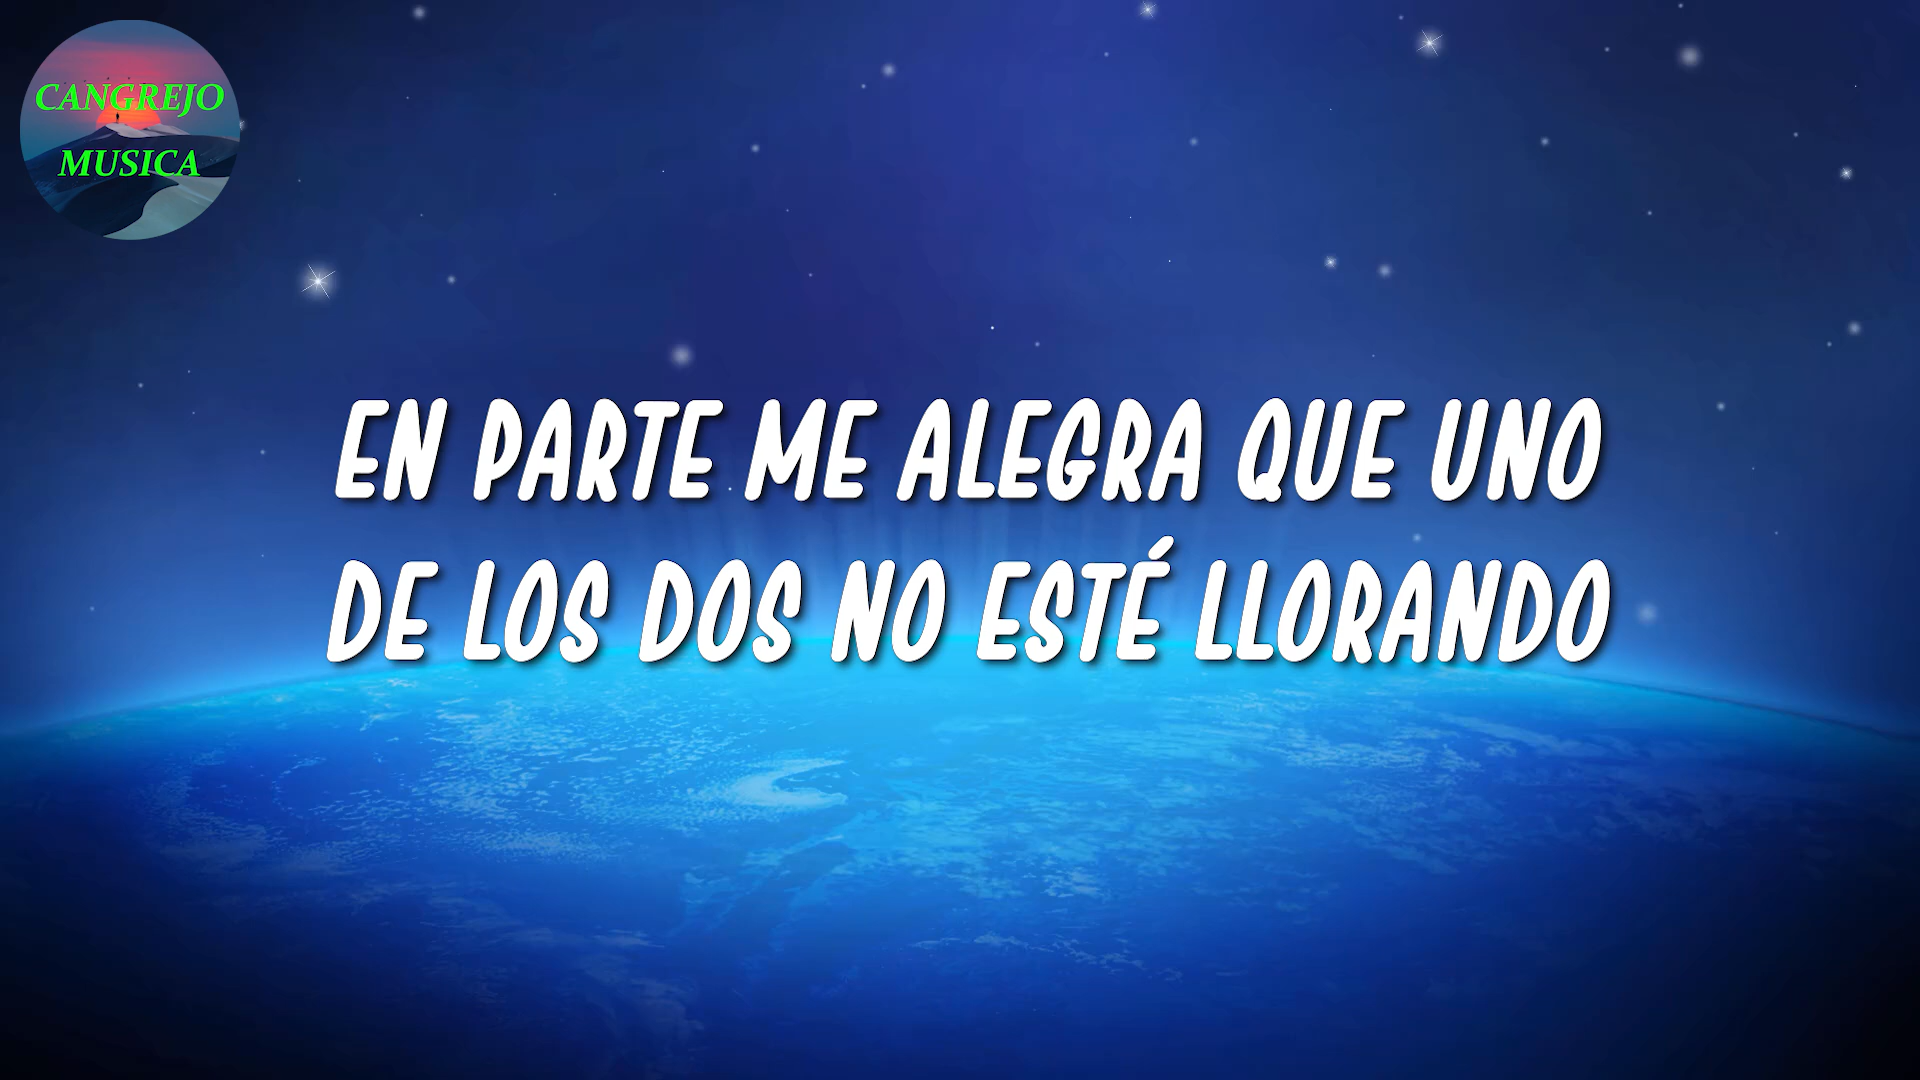 CANGREJO
MUSICA
EN PARTE ME ALEGRA QUE UNO
DE LOS DOS NO ESTÉ LLORANDO